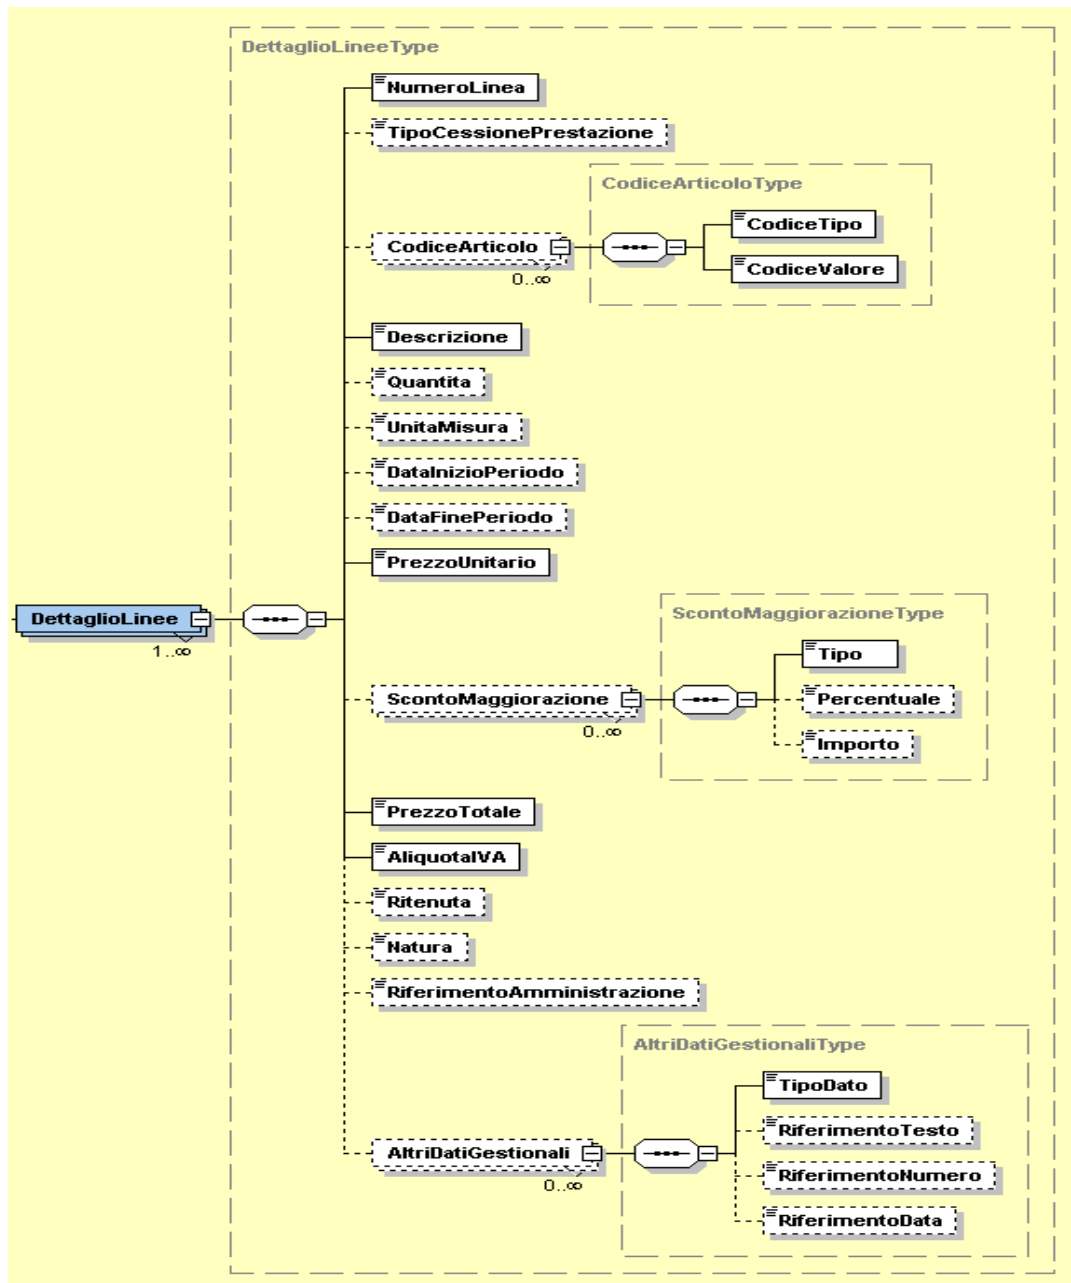 DettaglioLineeType
NumeroLinea
TipoCessionePrestazione
CodiceArticoloType
CodiceTipo
CodiceArticolo
CodiceValore
0..∞
Descrizione
Quantita
UnitaMisura
DataInizioPeriodo
DataFinePeriodo
PrezzoUnitario
DettaglioLinee
1..∞
ScontoMaggiorazioneType
Tipo
ScontoMaggiorazione
Percentuale
0..∞
Importo
PrezzoTotale
AliquotaIVA
Ritenuta
Natura
RiferimentoAmministrazione
AltriDatiGestionaliType
TipoDato
RiferimentoTesto
AltriDatiGestionali
RiferimentoNumero
0..∞
RiferimentoData